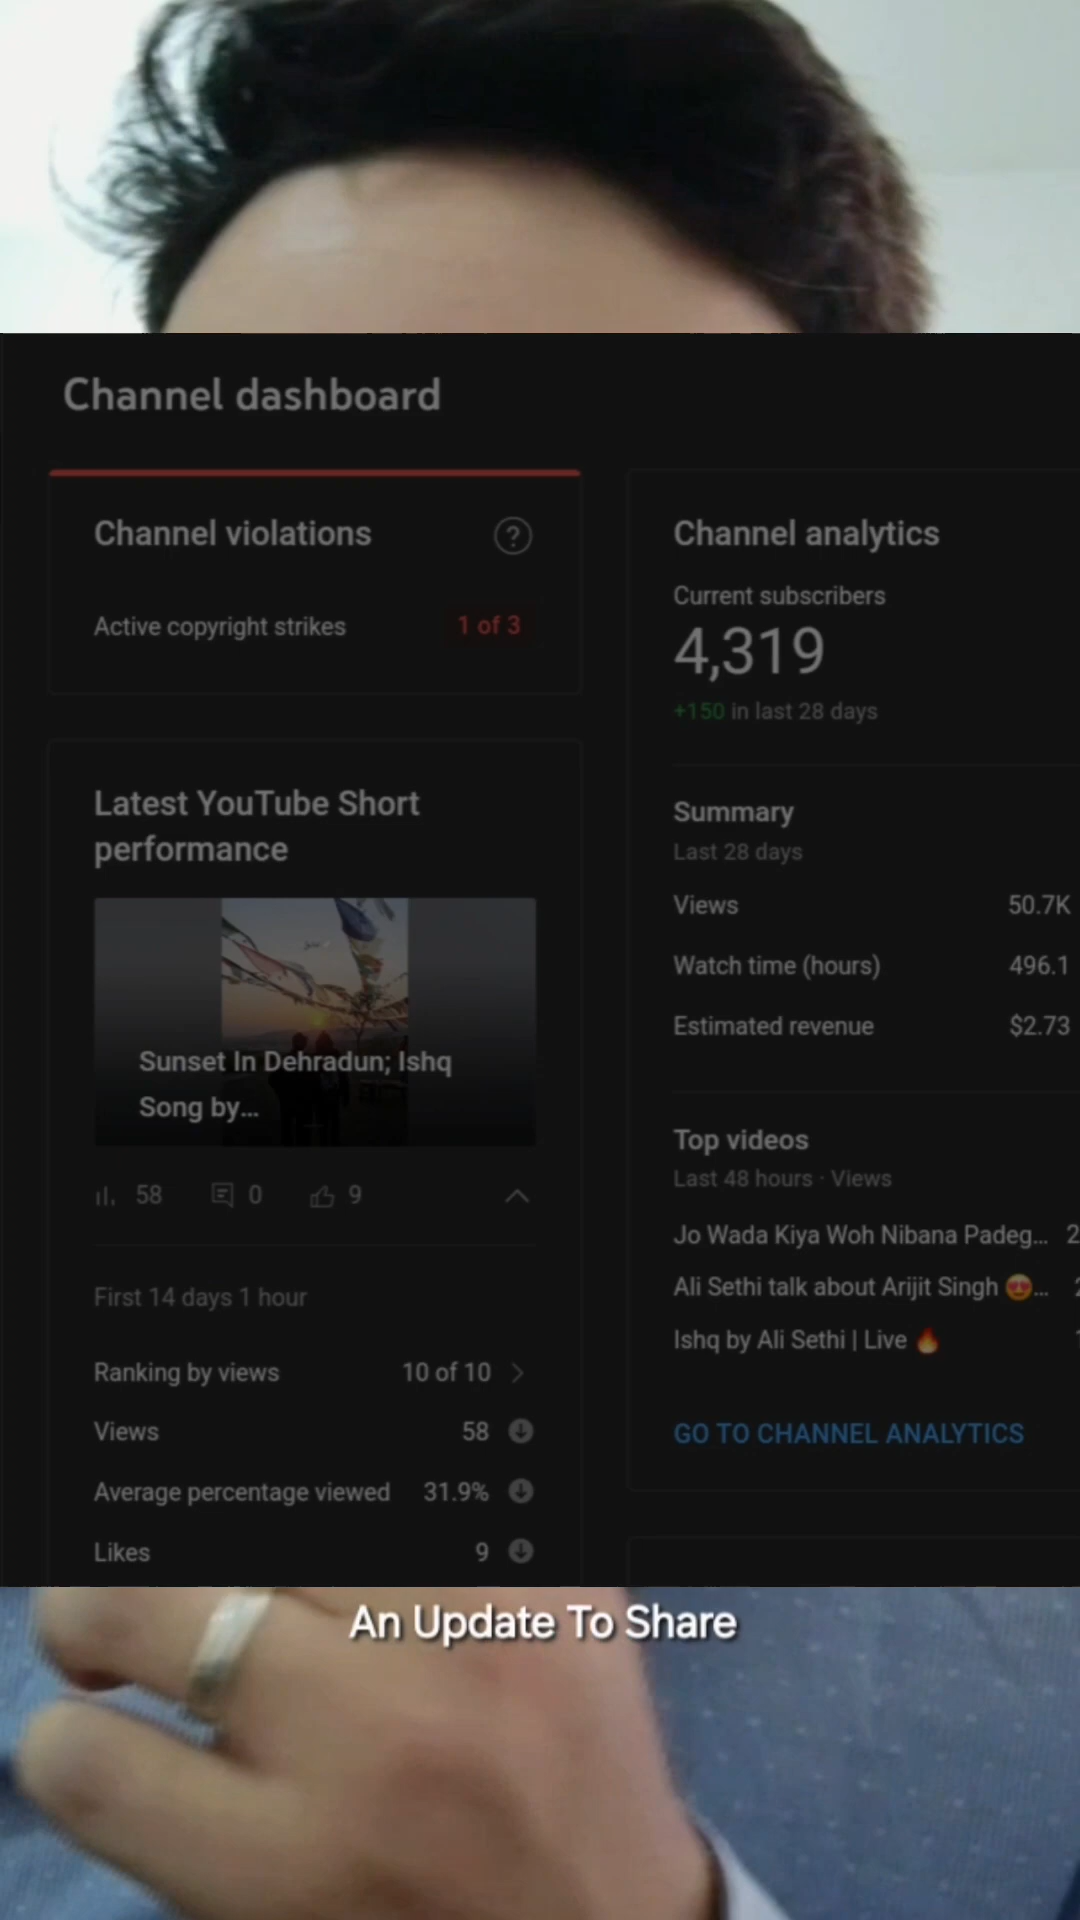 Channel dashboard
Channel violations
Active copyright strikes 1 of 3
Latest YouTube Short
performance
Sunset In Dehradun; Ishq
Song by...
58 0 9
First 14 days 1 hour
Ranking by views 10 of 10
Views 58
Average percentage viewed 31.9%
Likes 9
Channel analytics
Current subscribers
4,319
+150 in last 28 days
Summary
Last 28 days
Views 50.7K
Watch time (hours) 496.1
Estimated revenue $2.73
Top videos
Last 48 hours · Views
Jo Wada Kiya Woh Nibana Padeg...
Ali Sethi talk about Arijit Singh 😍...
Ishq by Ali Sethi | Live 🔥
GO TO CHANNEL ANALYTICS
An Update To Share